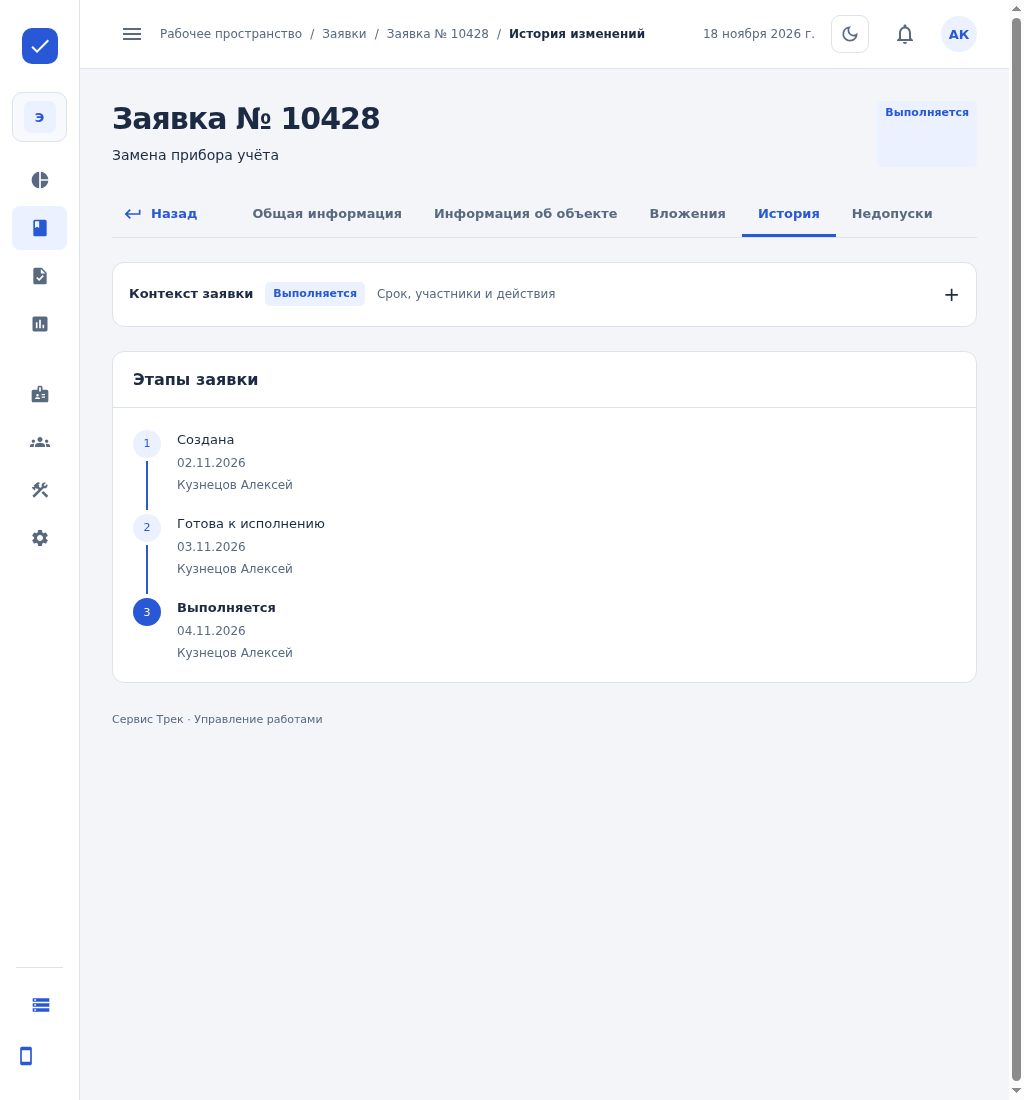 Рабочее пространство / Заявки / Заявка № 10428 / История изменений
18 ноября 2026 г.
АК
Э
Заявка № 10428
Выполняется
Замена прибора учёта
Назад
Общая информация
Информация об объекте
Вложения
История
Недопуски
Контекст заявки
Выполняется
Срок, участники и действия
Этапы заявки
1
Создана
02.11.2026
Кузнецов Алексей
2
Готова к исполнению
03.11.2026
Кузнецов Алексей
3
Выполняется
04.11.2026
Кузнецов Алексей
Сервис Трек · Управление работами